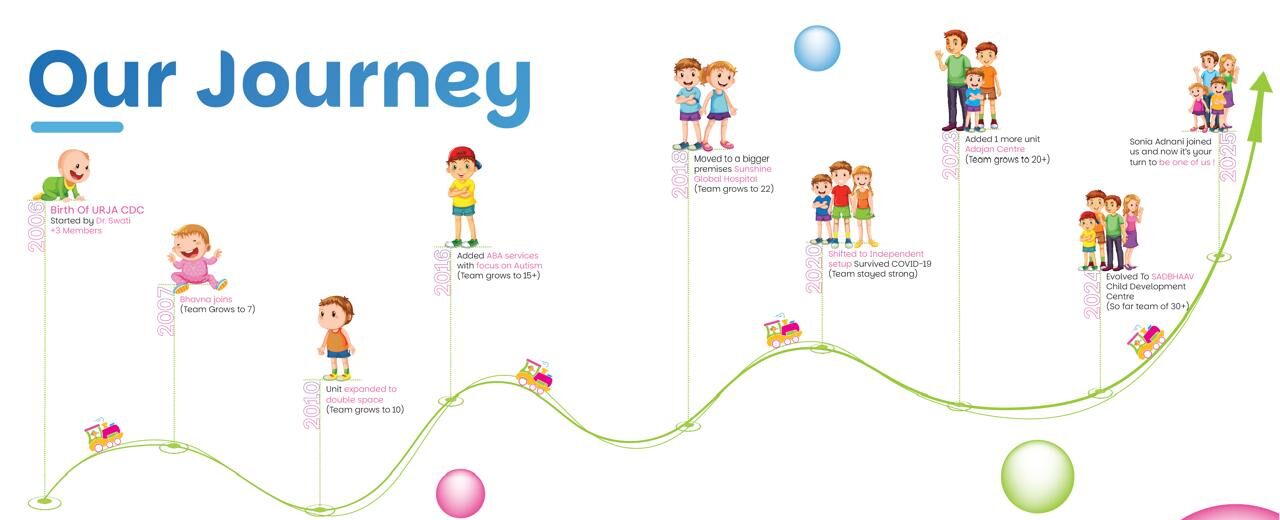 Our Journey
2006
Birth Of URJA CDC
Started by Dr. Swati
+3 Members
2007
Bhavna joins
(Team Grows to 7)
2010
Unit expanded to
double space
(Team grows to 10)
2016
Added ABA services
with focus on Autism
(Team grows to 15+)
2018
Moved to a bigger
premises Sunshine
Global Hospital
(Team grows to 22)
2020
Shifted to Independent
setup Survived COVID-19
(Team stayed strong)
2023
Added 1 more unit
Adajan Centre
(Team grows to 20+)
2024
Evolved To SADBHAAV
Child Development
Centre
(So far team of 30+)
2025
Sonia Adnani joined
us and now it's your
turn to be one of us !